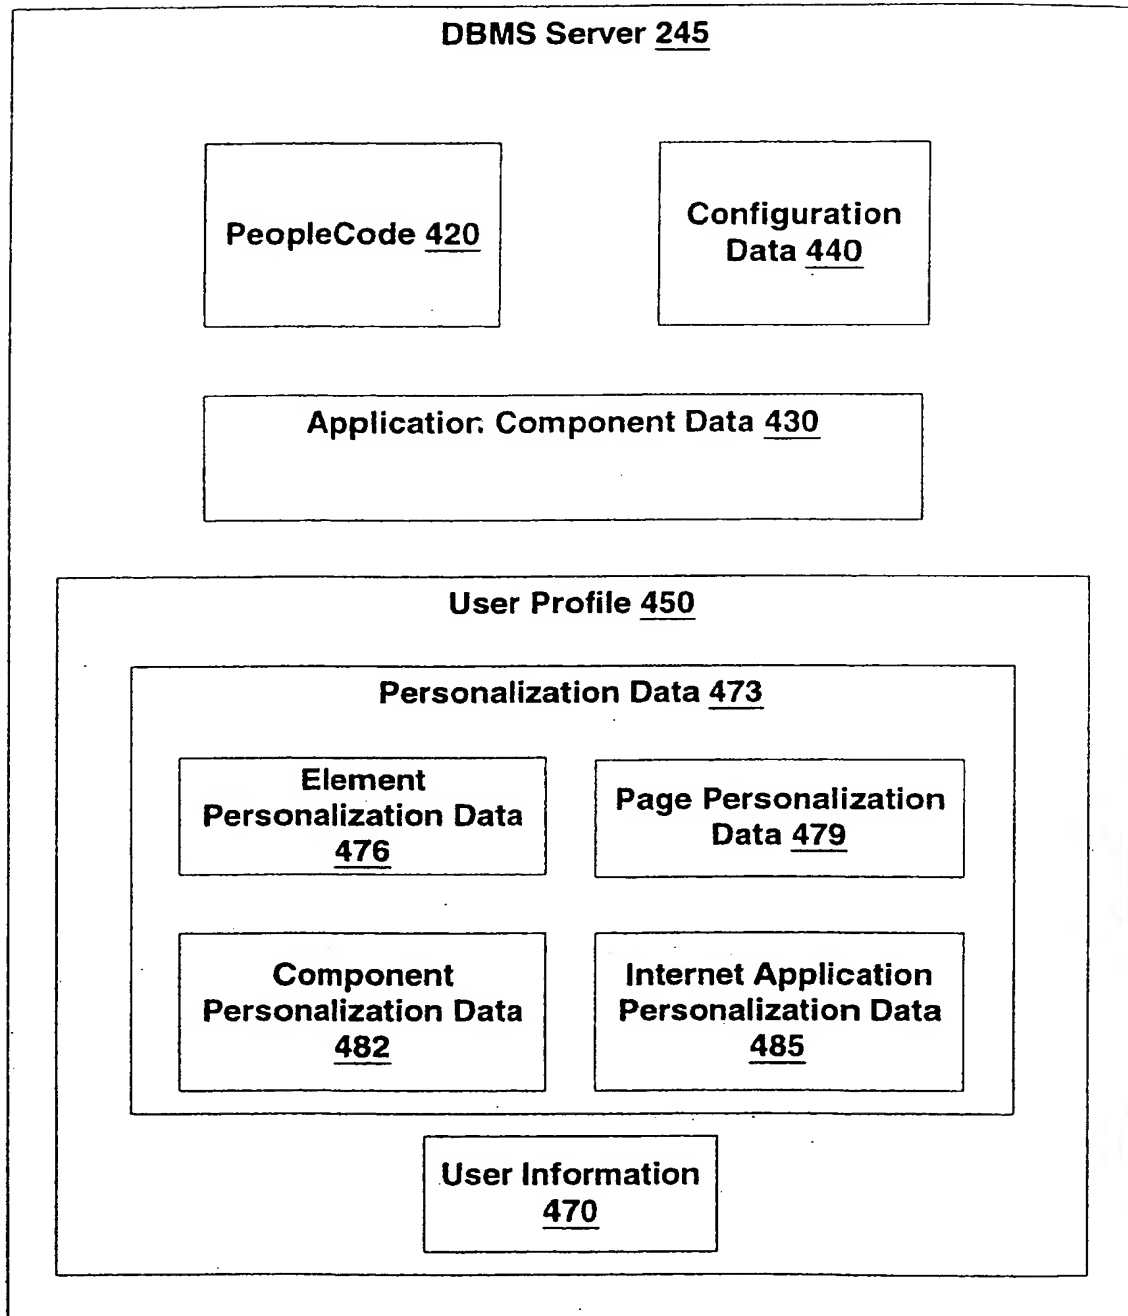 DBMS Server 245
PeopleCode 420
Configuration
Data 440
Application Component Data 430
User Profile 450
Personalization Data 473
Element
Personalization Data
476
Page Personalization
Data 479
Component
Personalization Data
482
Internet Application
Personalization Data
485
User Information
470